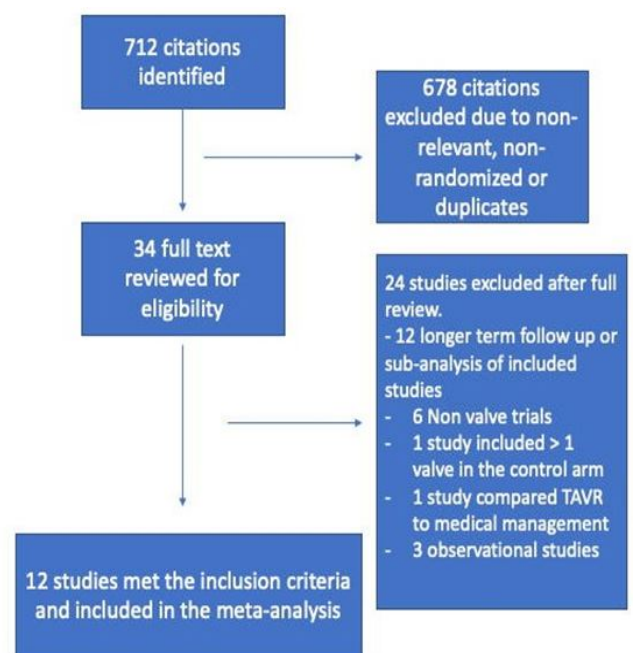 712 citations
identified
678 citations
excluded due to non-
relevant, non-
randomized or
duplicates
34 full text
reviewed for
eligibility
24 studies excluded after full
review.
- 12 longer term follow up or
sub-analysis of included
studies
- 6 Non valve trials
- 1 study included > 1
valve in the control arm
- 1 study compared TAVR
to medical management
- 3 observational studies
12 studies met the inclusion criteria
and included in the meta-analysis